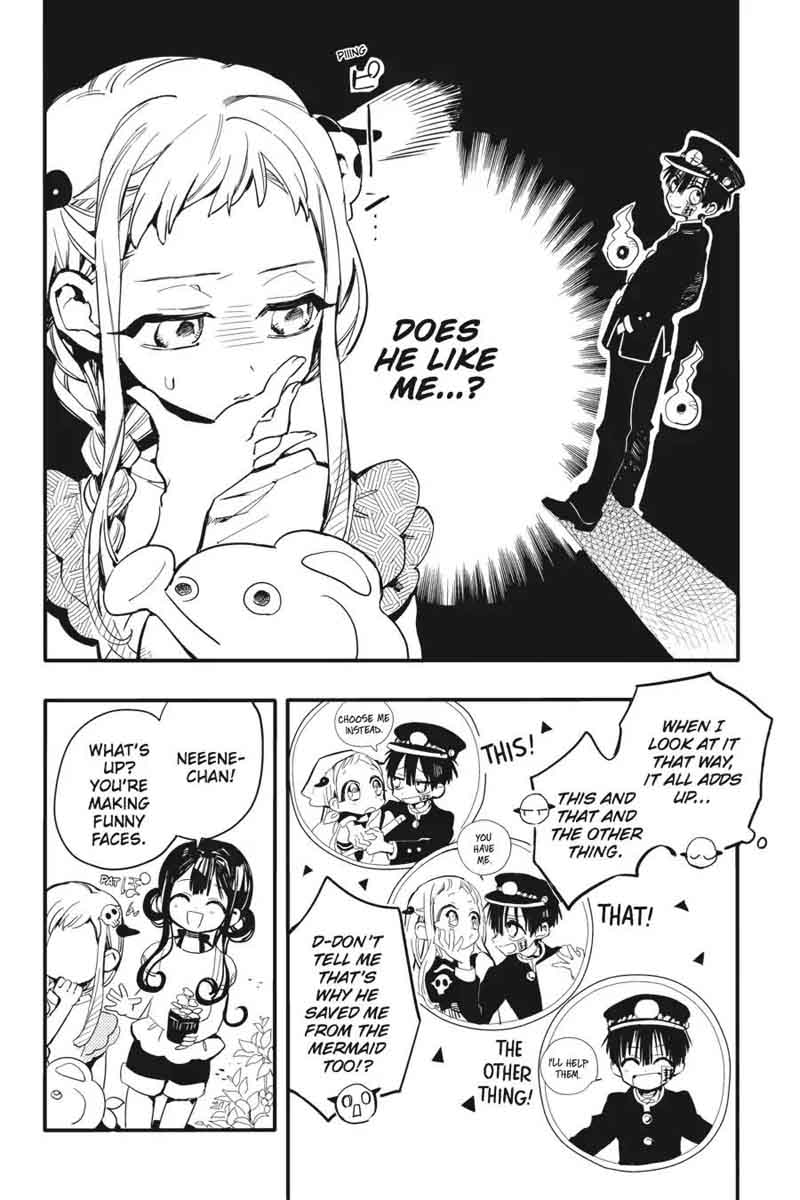 PIIING
DOES
HE LIKE
ME...?
WHEN I
LOOK AT IT
THAT WAY,
IT ALL ADDS
UP...
THIS AND
THAT AND
THE OTHER
THING.
CHOOSE ME
INSTEAD.
THIS!
YOU
HAVE
ME.
THAT!
I'LL HELP
THEM.
THE
OTHER
THING!
D-DON'T
TELL ME
THAT'S
WHY HE
SAVED ME
FROM THE
MERMAID
TOO!?
NEEENE-
CHAN!
WHAT'S
UP? YOU'RE
MAKING
FUNNY
FACES.
PAT